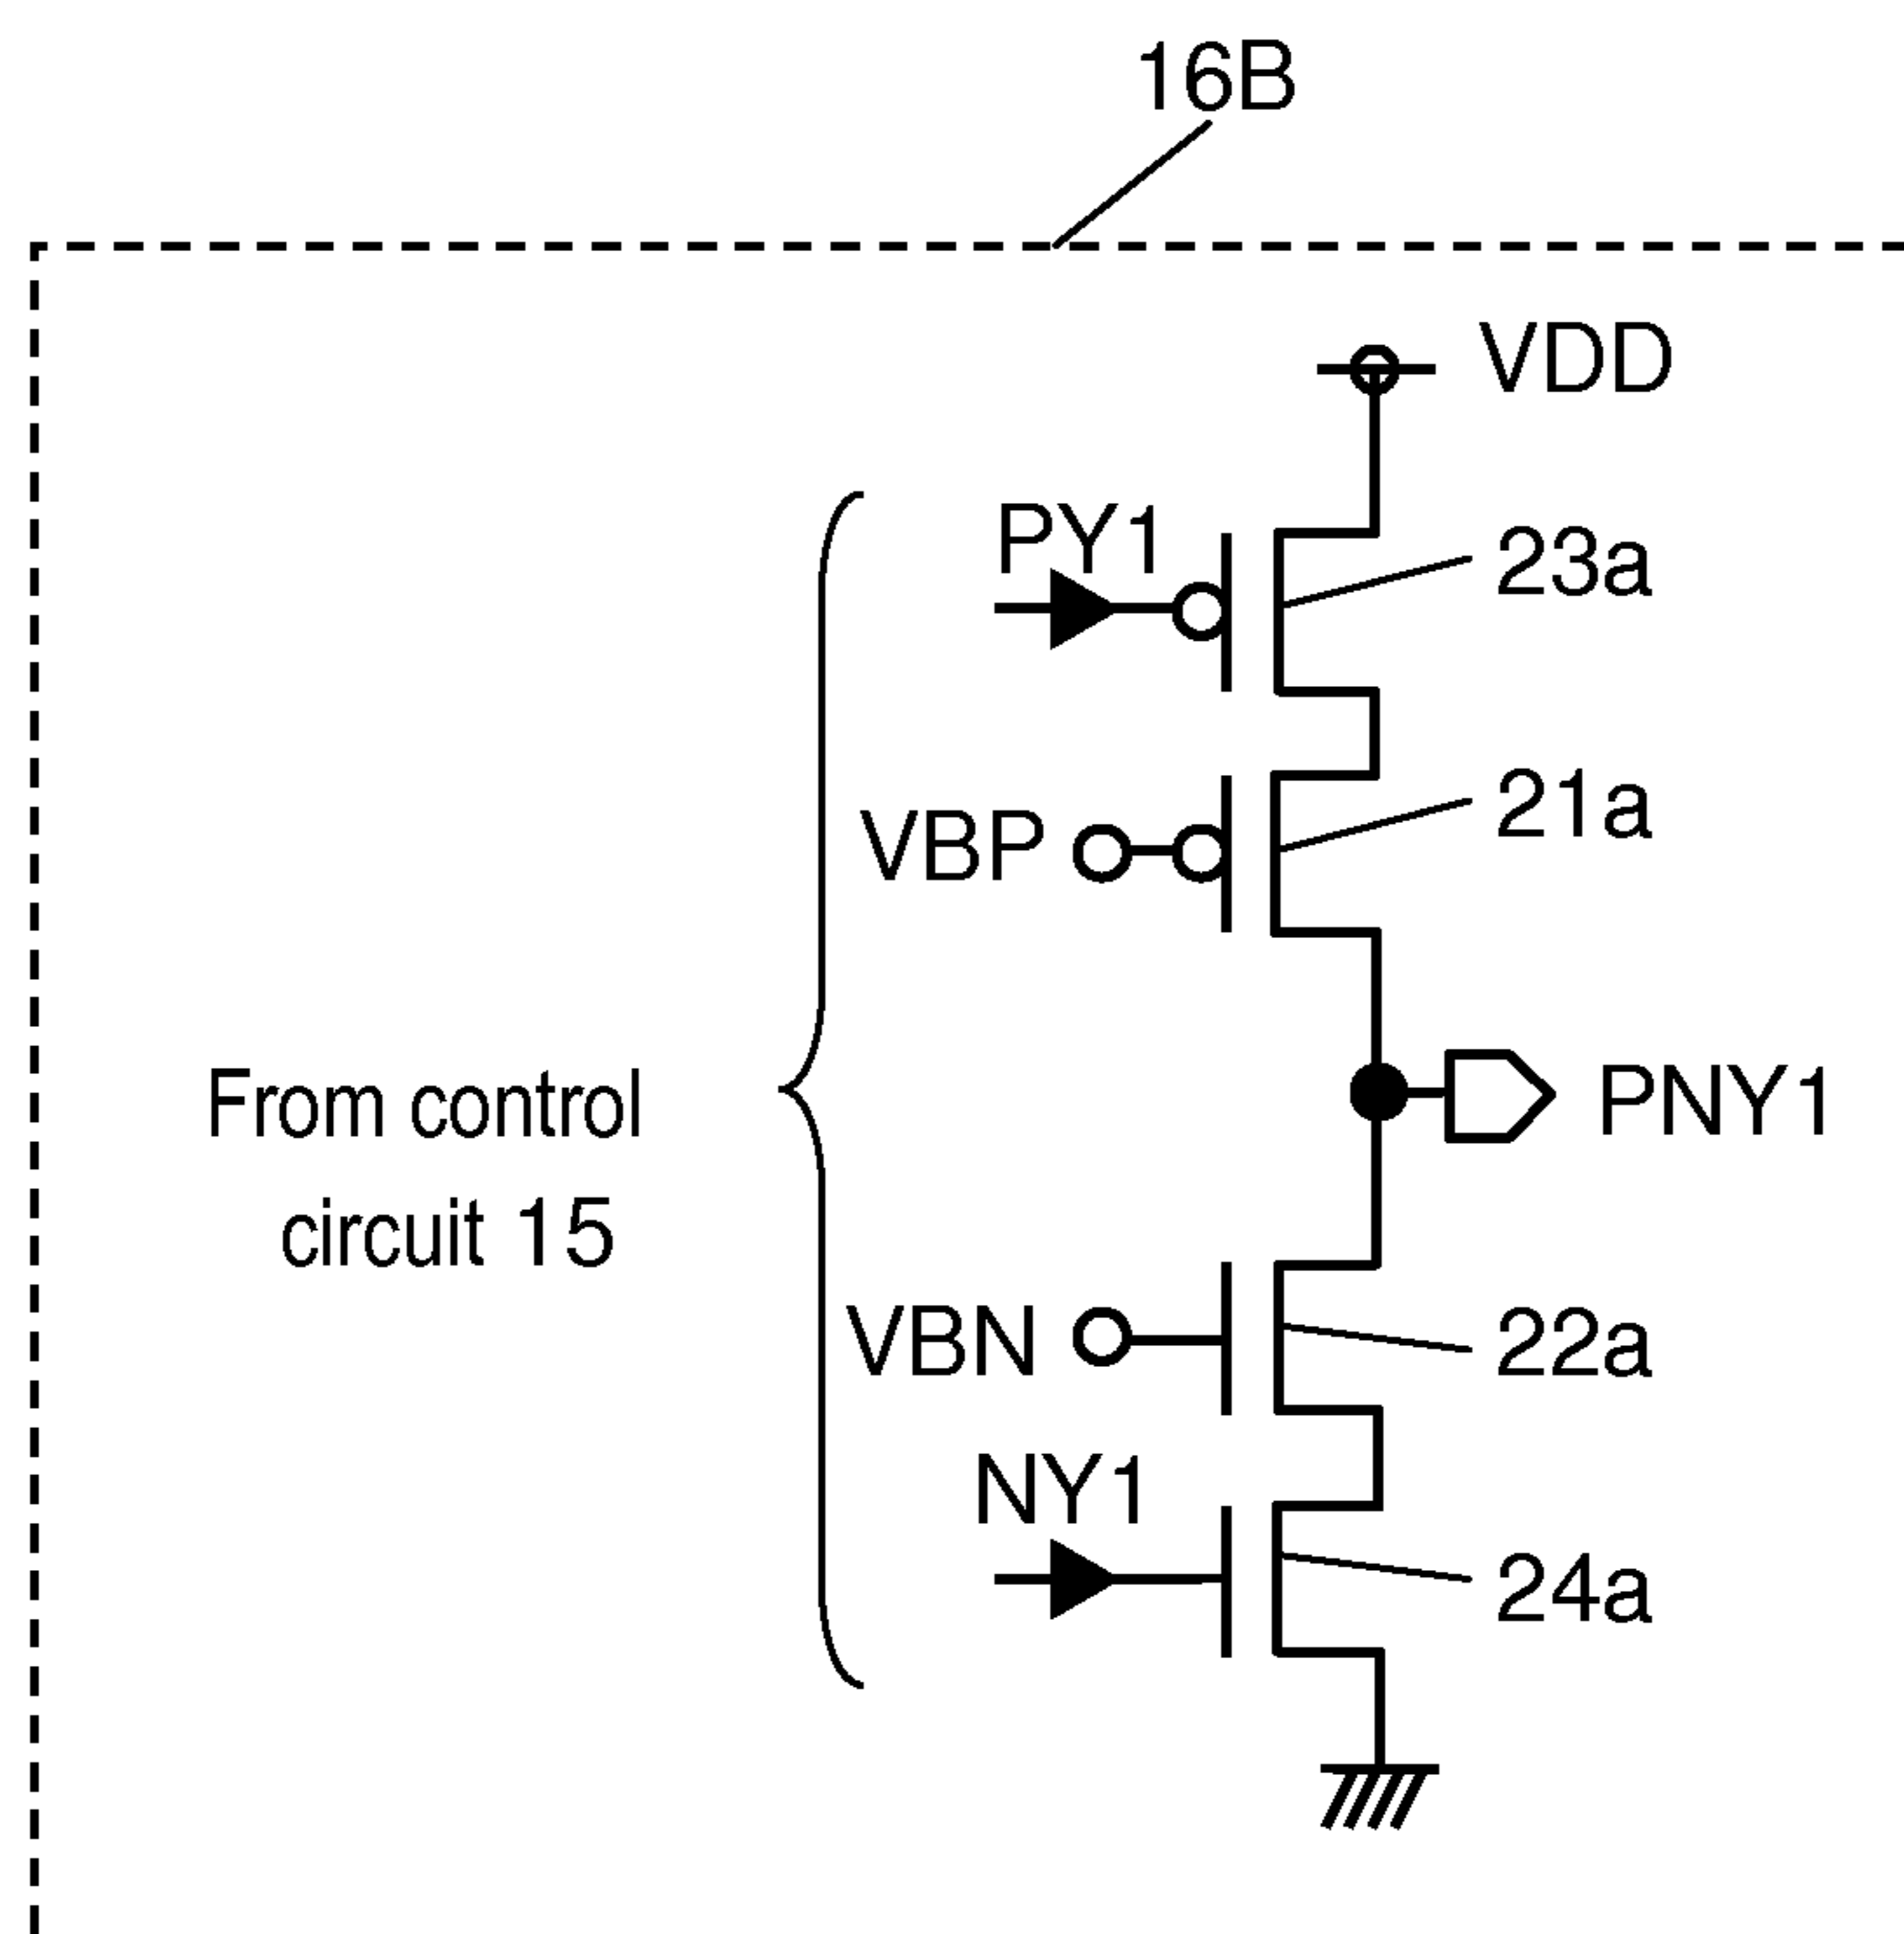 16B
VDD
PY1
23a
21a
VBP
From control
circuit 15
PNY1
VBN
22a
NY1
24a